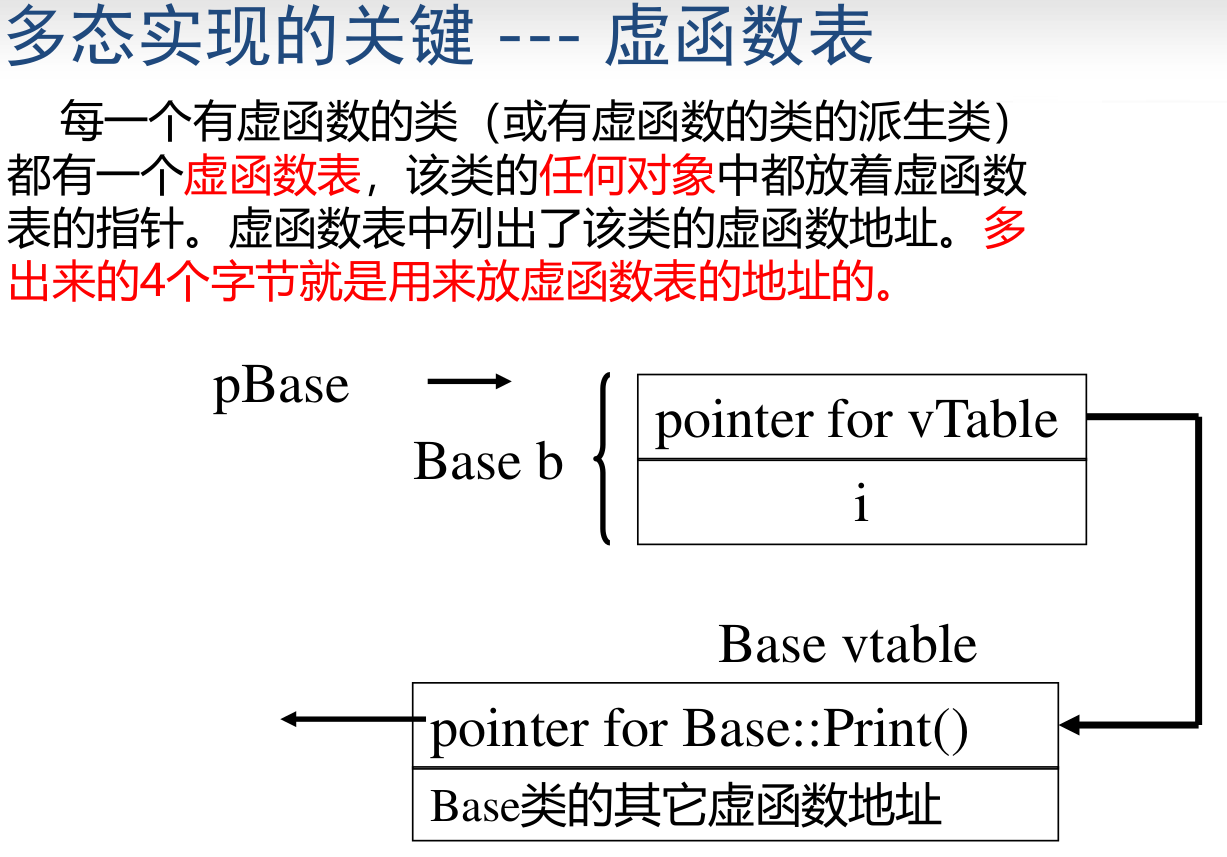 多态实现的关键 --- 虚函数表
每一个有虚函数的类（或有虚函数的类的派生类）
都有一个虚函数表，该类的任何对象中都放着虚函数
表的指针。虚函数表中列出了该类的虚函数地址。多
出来的4个字节就是用来放虚函数表的地址的。
pBase
pointer for vTable
Base b
i
Base vtable
pointer for Base::Print()
Base类的其它虚函数地址